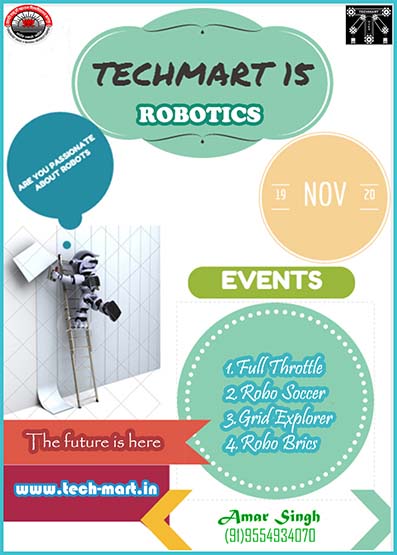 TECHMART 15
ROBOTICS
ARE YOU PASSIONATE
ABOUT ROBOTS
19 NOV 20
EVENTS
1. Full Throttle
2. Robo Soccer
3. Grid Explorer
4. Robo Brics
The future is here
www.tech-mart.in
Amar Singh
(91)9554934070
TECHMART